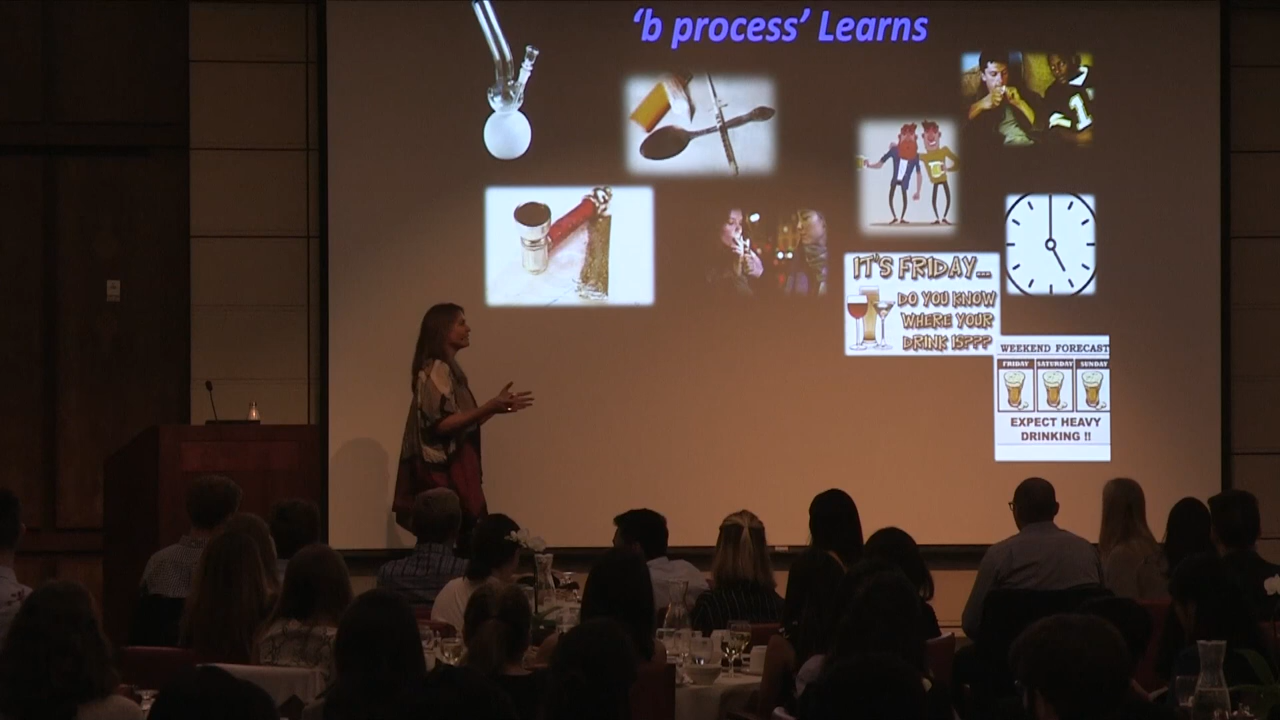 ‘b process’ Learns
IT'S FRIDAY...
DO YOU KNOW
WHERE YOUR
DRINK IS???
WEEKEND FORECAST
FRIDAY SATURDAY SUNDAY
EXPECT HEAVY
DRINKING !!
1